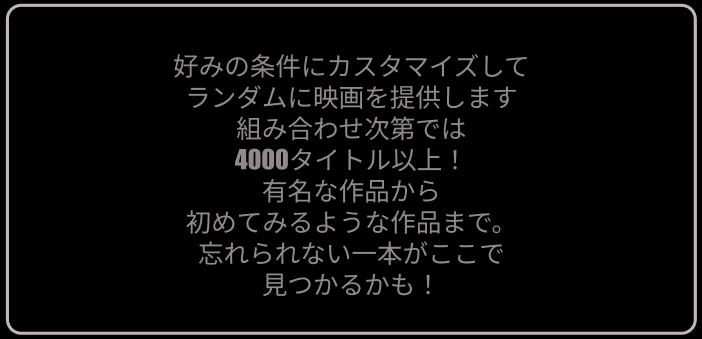 好みの条件にカスタマイズして
ランダムに映画を提供します
組み合わせ次第では
4000タイトル以上！
有名な作品から
初めてみるような作品まで。
忘れられない一本がここで
見つかるかも！